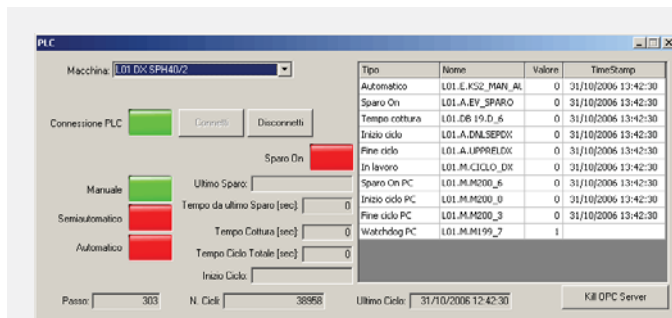 PLC
Macchina: L01 DX SPH40/2
Connessione PLC Connetti Disconnetti
Sparo On
Manuale
Semiautomatico
Automatico
Ultimo Sparo:
Tempo da ultimo Sparo [sec]: 0
Tempo Cottura [sec]: 0
Tempo Ciclo Totale [sec]: 0
Inizio Ciclo:
Passo: 303 N. Cicli: 38958 Ultimo Ciclo: 31/10/2006 12:42:30 Kill OPC Server
Tipo Nome Valore TimeStamp
Automatico L01.E.KS2_MAN_AL 0 31/10/2006 13:42:30
Sparo On L01.A.EV_SPARO 0 31/10/2006 13:42:30
Tempo cottura L01.DB 19.D_6 0 31/10/2006 13:42:30
Inizio ciclo L01.A.DNLSEPDX 0 31/10/2006 13:42:30
Fine ciclo L01.A.UPPRELDX 0 31/10/2006 13:42:30
In lavoro L01.M.CICLO_DX 0 31/10/2006 13:42:30
Sparo On PC L01.M.M200_6 0 31/10/2006 13:42:30
Inizio ciclo PC L01.M.M200_0 0 31/10/2006 13:42:30
Fine ciclo PC L01.M.M200_3 0 31/10/2006 13:42:30
Watchdog PC L01.M.M199_7 1